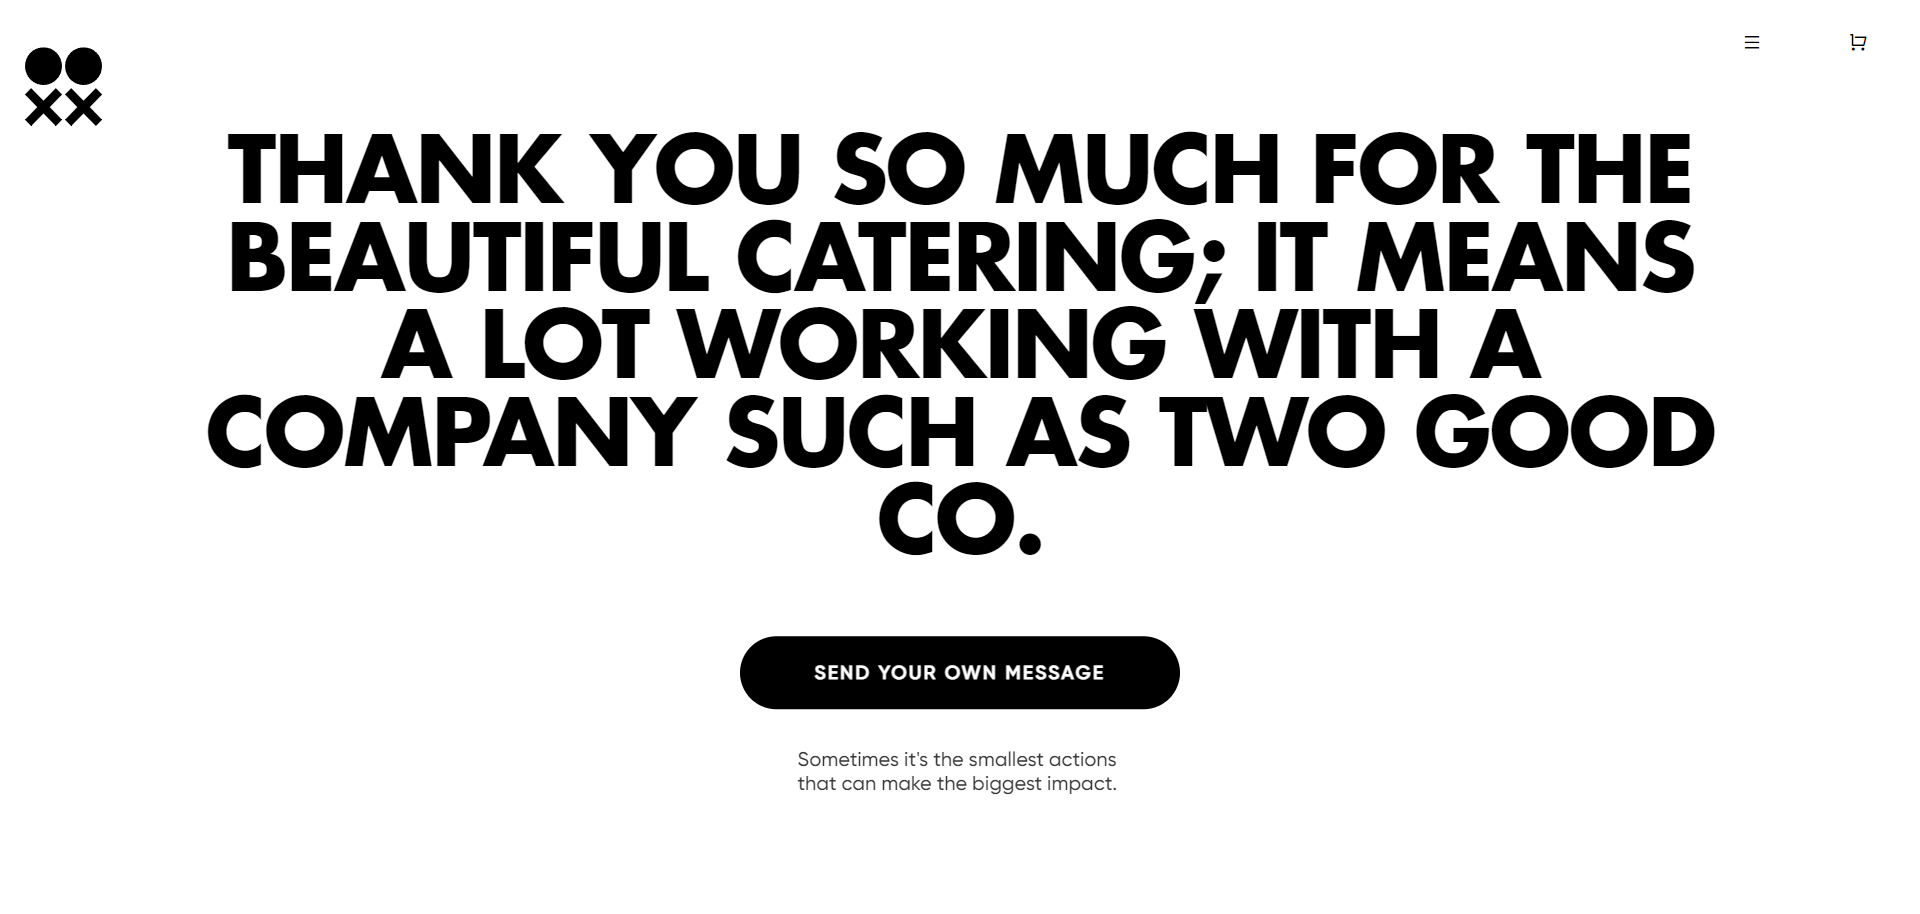 THANK YOU SO MUCH FOR THE
BEAUTIFUL CATERING; IT MEANS
A LOT WORKING WITH A
COMPANY SUCH AS TWO GOOD
CO.
SEND YOUR OWN MESSAGE
Sometimes it's the smallest actions
that can make the biggest impact.